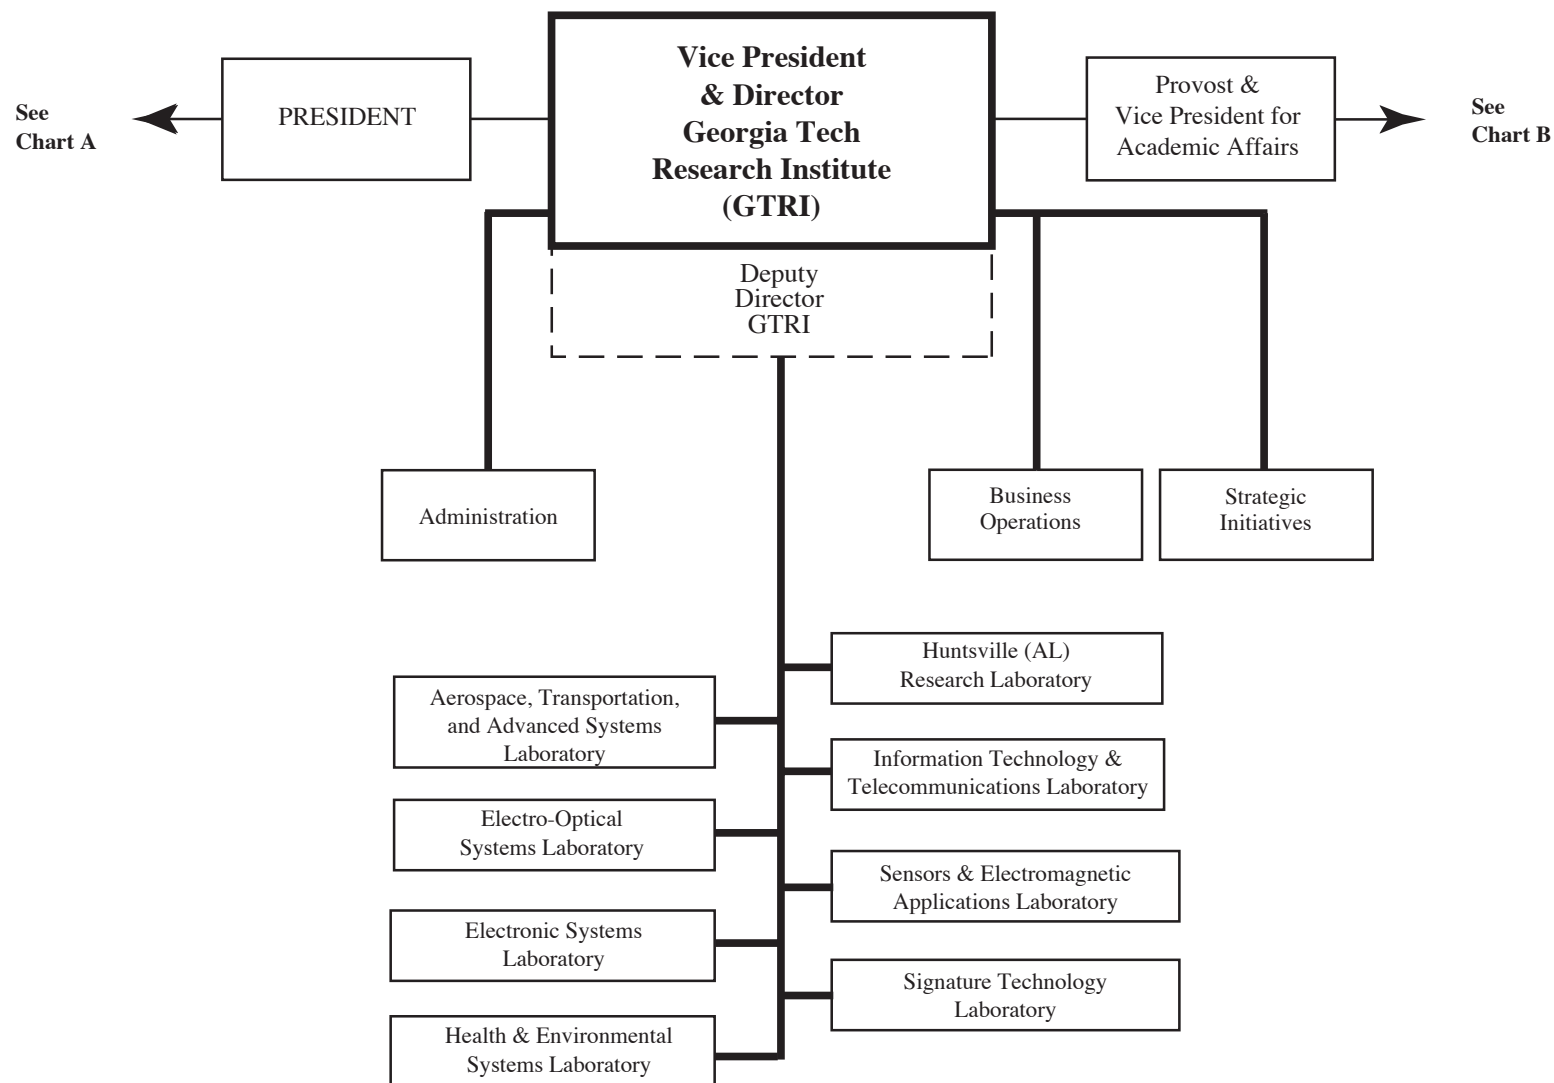 See
Chart A
PRESIDENT
Vice President
& Director
Georgia Tech
Research Institute
(GTRI)
Provost &
Vice President for
Academic Affairs
See
Chart B
Deputy
Director
GTRI
Administration
Business
Operations
Strategic
Initiatives
Aerospace, Transportation,
and Advanced Systems
Laboratory
Electro-Optical
Systems Laboratory
Electronic Systems
Laboratory
Health & Environmental
Systems Laboratory
Huntsville (AL)
Research Laboratory
Information Technology &
Telecommunications Laboratory
Sensors & Electromagnetic
Applications Laboratory
Signature Technology
Laboratory